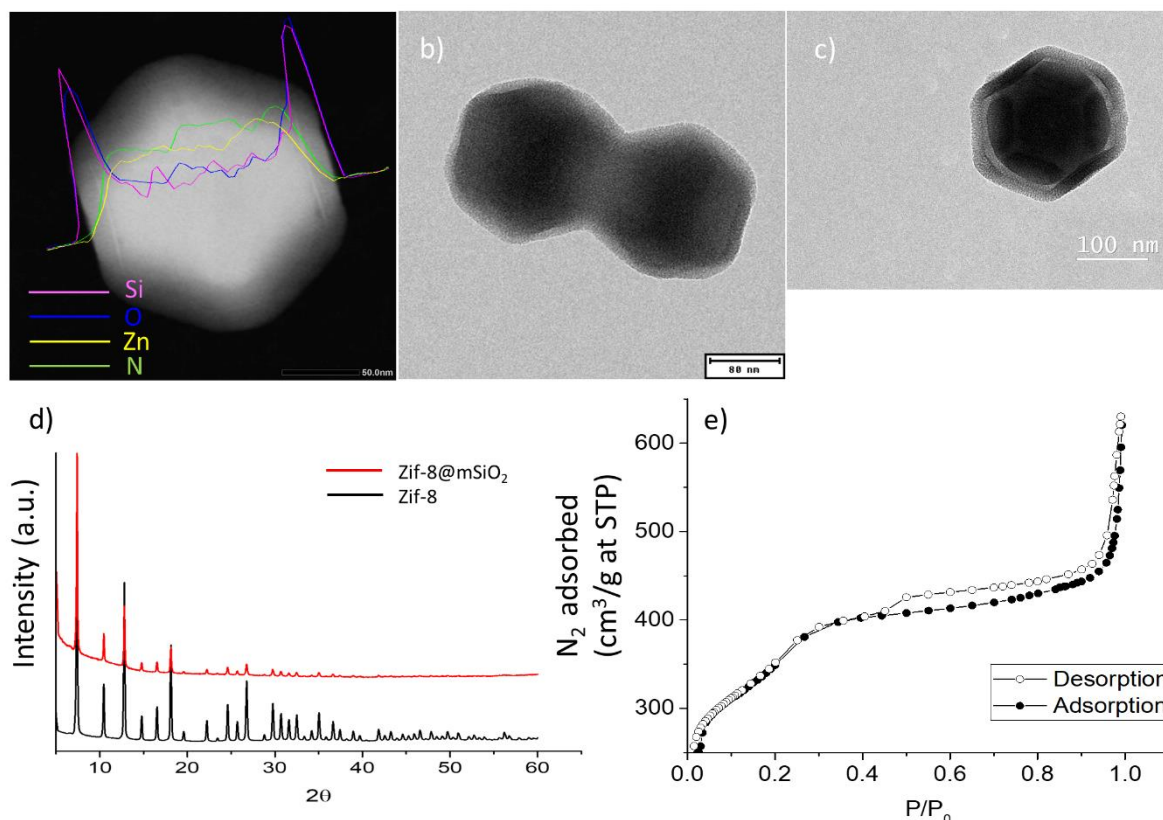 Si
O
Zn
N
50.0nm
b)
80 nm
c)
100 nm
d)
Zif-8@mSiO₂
Zif-8
Intensity (a.u.)
10
20
30
40
50
60
2θ
e)
N₂ adsorbed
(cm³/g at STP)
600
500
400
300
Desorption
Adsorption
0.0
0.2
0.4
0.6
0.8
1.0
P/P₀